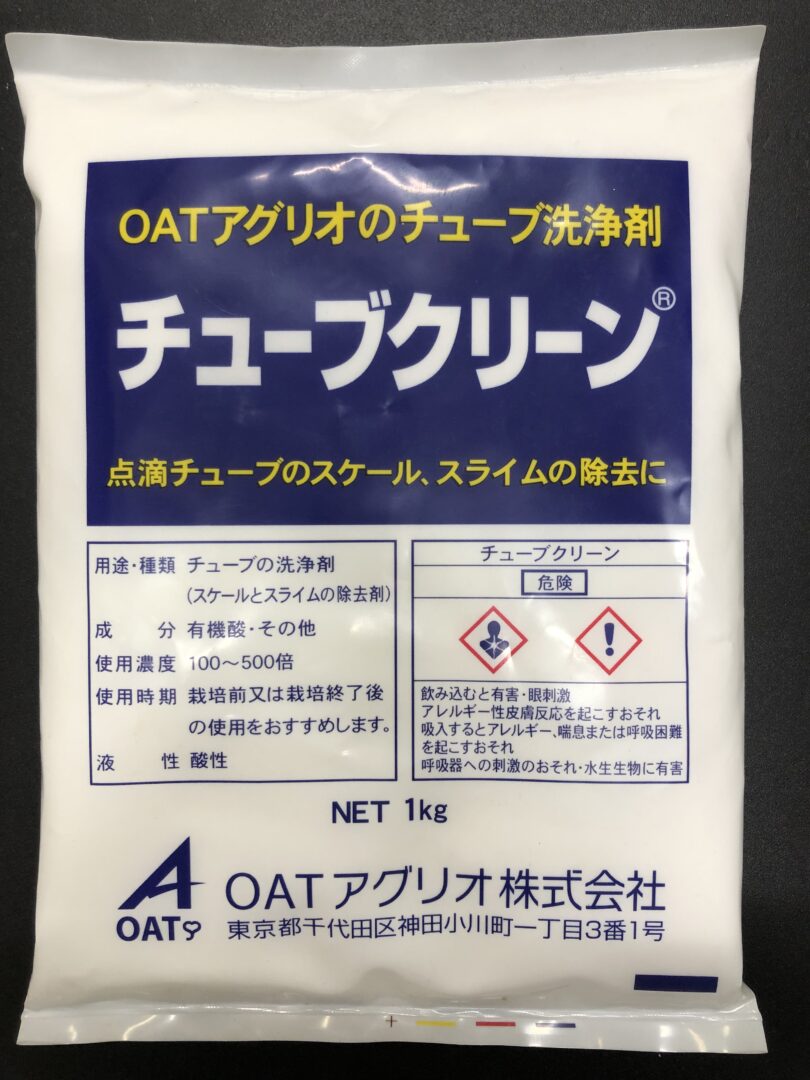 OATアグリオのチューブ洗浄剤
チューブクリーン®
点滴チューブのスケール、スライムの除去に
用途・種類 チューブの洗浄剤
(スケールとスライムの除去剤)
成分 有機酸・その他
使用濃度 100〜500倍
使用時期 栽培前又は栽培終了後
の使用をおすすめします。
液性 酸性
チューブクリーン
危険
飲み込むと有害・眼刺激
アレルギー性皮膚反応を起こすおそれ
吸入するとアレルギー、喘息または呼吸困難
を起こすおそれ
呼吸器への刺激のおそれ・水生生物に有害
NET 1kg
OAT
OATアグリオ株式会社
東京都千代田区神田小川町一丁目3番1号